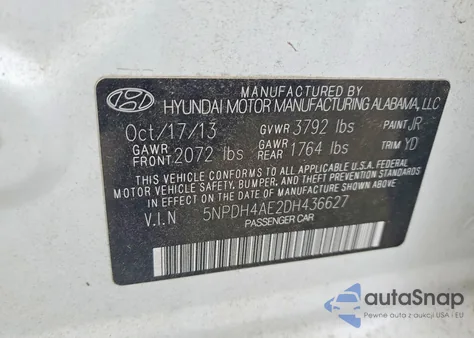 MANUFACTURED BY
HYUNDAI MOTOR MANUFACTURING ALABAMA, LLC
Oct/17/13 GVWR 3792 lbs PAINT JR
GAWR FRONT 2072 lbs GAWR REAR 1764 lbs TRIM YD
THIS VEHICLE CONFORMS TO ALL APPLICABLE U.S.A FEDERAL
MOTOR VEHICLE SAFETY, BUMPER, AND THEFT PREVENTION
STANDARDS IN EFFECT ON THE DATE OF MANUFACTURE SHOWN ABOVE.
V.I.N 5NPDH4AE2DH436627
PASSENGER CAR
autoSnap
Pewne auta z aukcji USA i EU